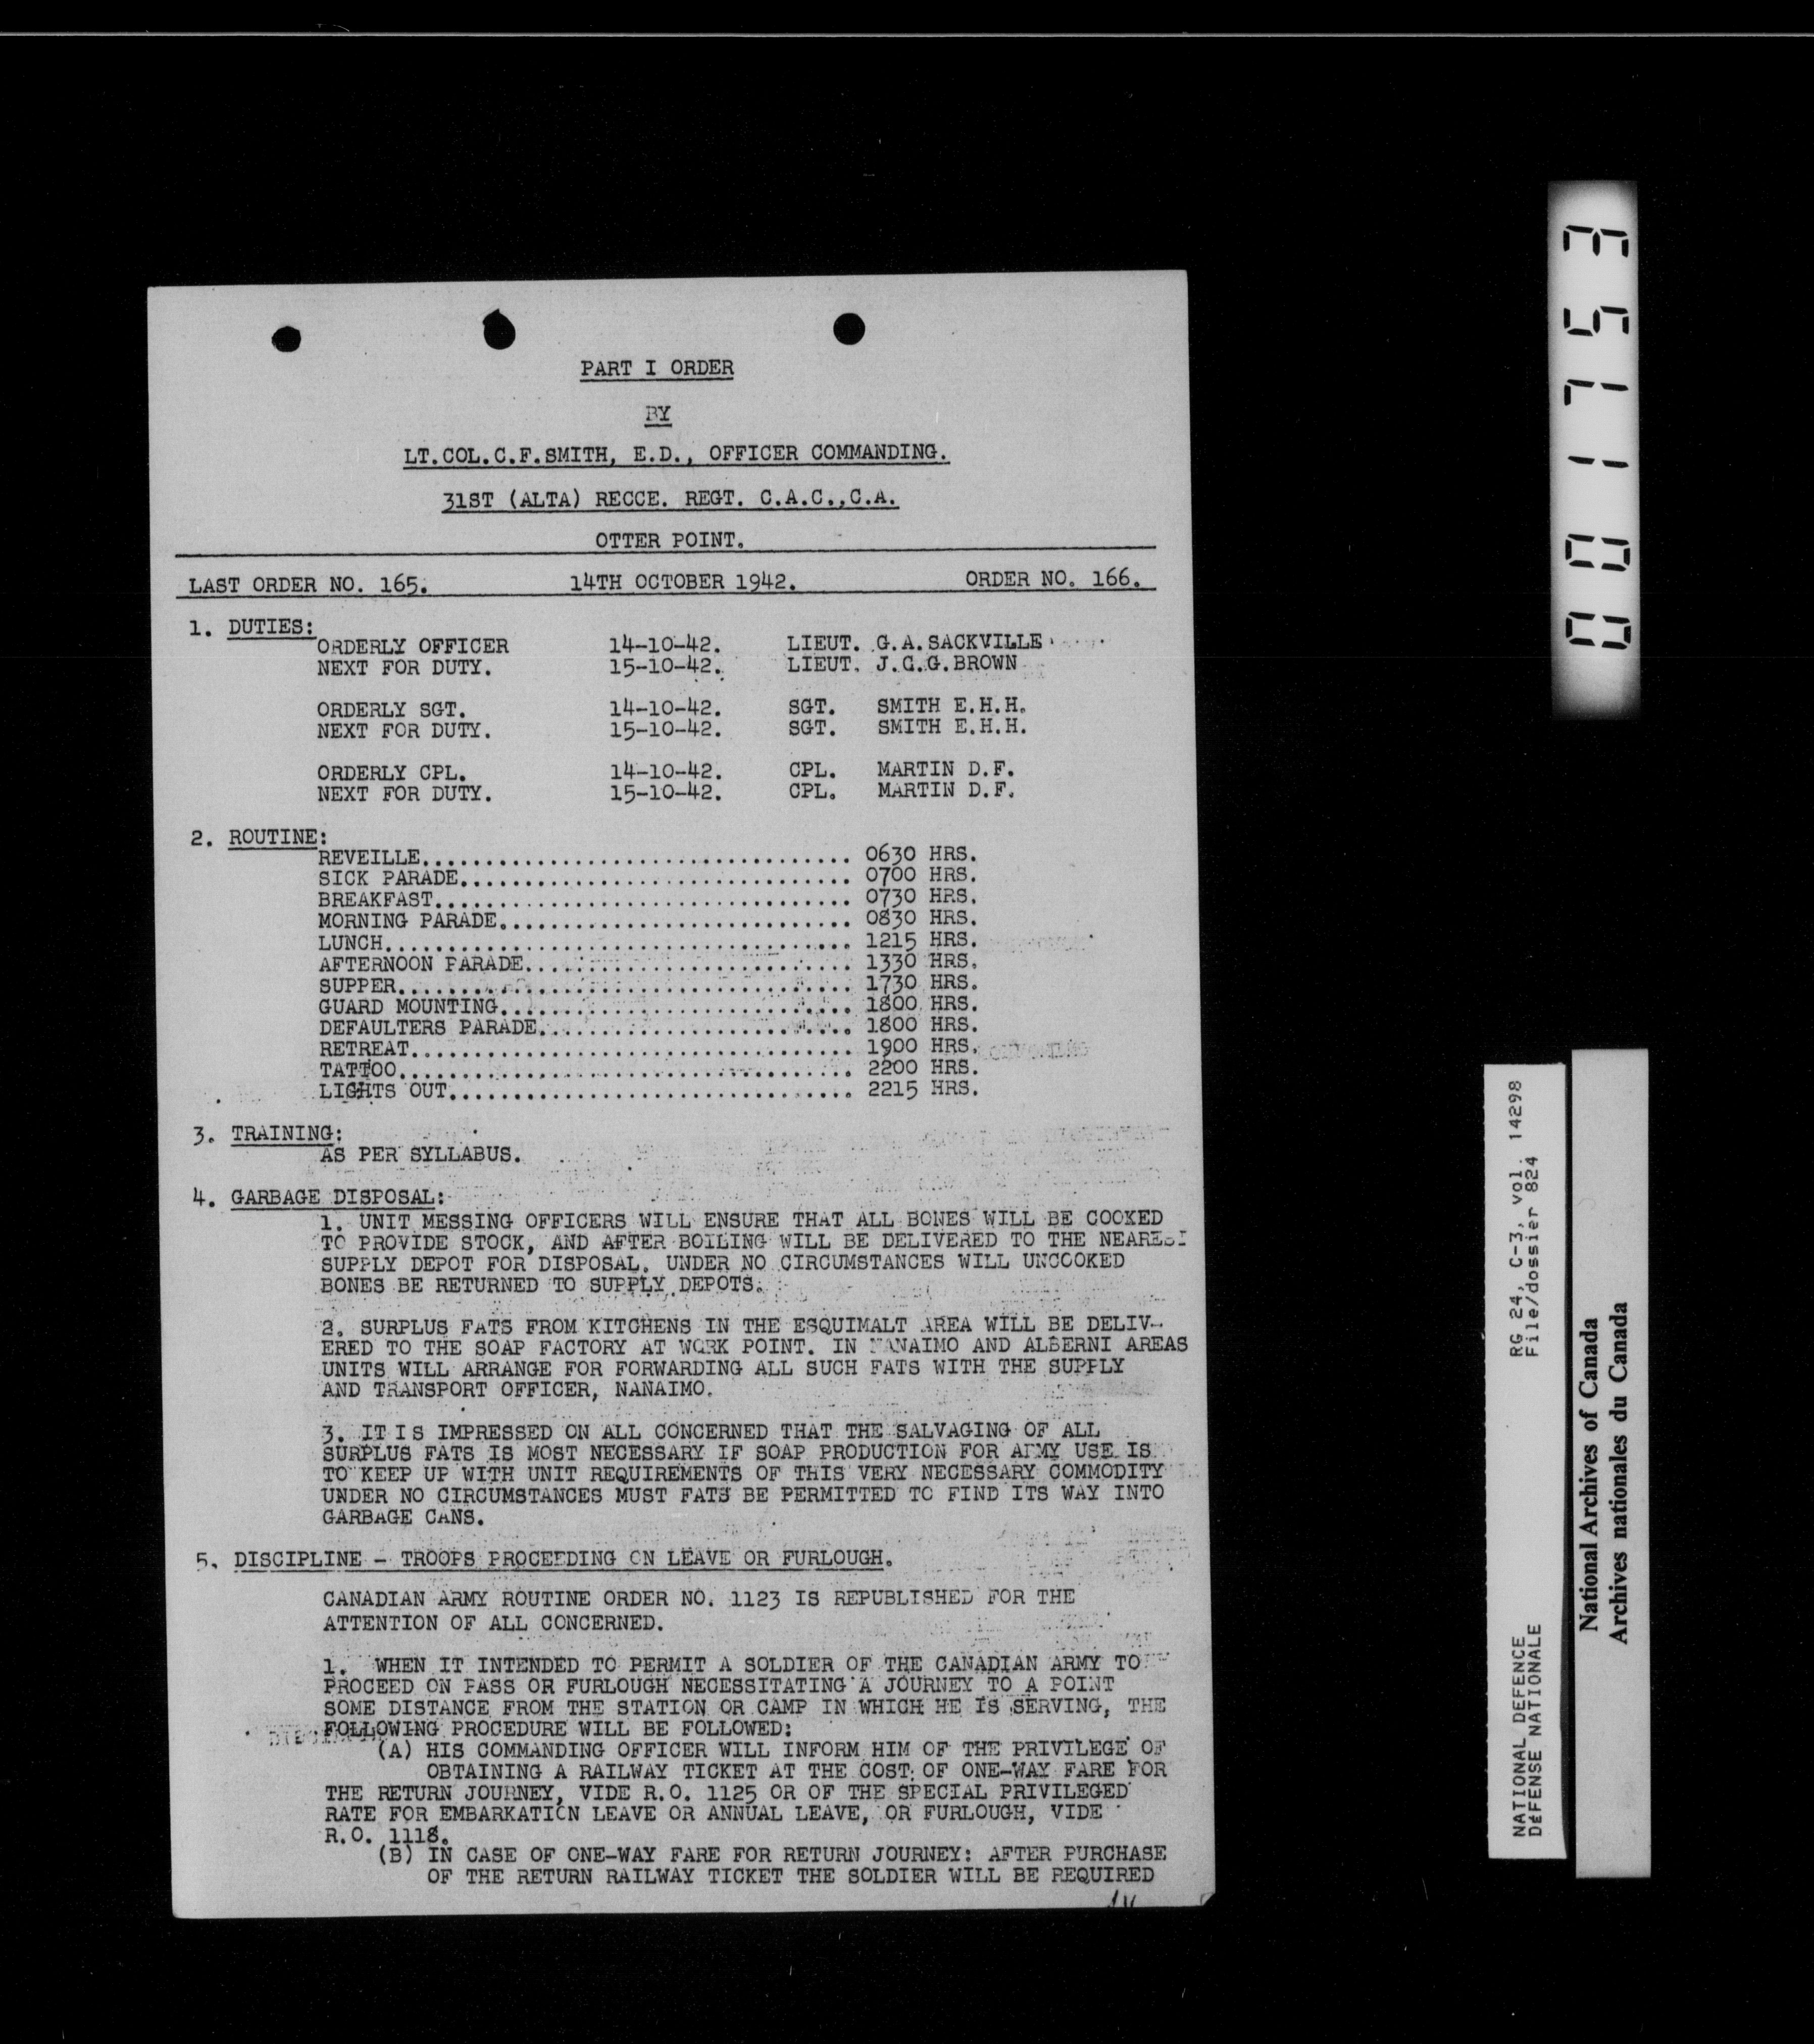 PART I ORDER
BY
LT.COL.C.F.SMITH, E.D., OFFICER COMMANDING.
31ST (ALTA) RECCE. REGT. C.A.C.,C.A.
OTTER POINT.
LAST ORDER NO. 165. 14TH OCTOBER 1942. ORDER NO. 166.
1. DUTIES:
ORDERLY OFFICER 14-10-42. LIEUT. G.A.SACKVILLE
NEXT FOR DUTY. 15-10-42. LIEUT. J.C.G.BROWN
ORDERLY SGT. 14-10-42. SGT. SMITH E.H.H.
NEXT FOR DUTY. 15-10-42. SGT. SMITH E.H.H.
ORDERLY CPL. 14-10-42. CPL. MARTIN D.F.
NEXT FOR DUTY. 15-10-42. CPL. MARTIN D.F.
2. ROUTINE:
REVEILLE.................................. 0630 HRS.
SICK PARADE............................... 0700 HRS.
BREAKFAST................................. 0730 HRS.
MORNING PARADE............................ 0830 HRS.
LUNCH..................................... 1215 HRS.
AFTERNOON PARADE.......................... 1330 HRS.
SUPPER.................................... 1730 HRS.
GUARD MOUNTING............................ 1800 HRS.
DEFAULTERS PARADE......................... 1800 HRS.
RETREAT................................... 1900 HRS.
TATTOO.................................... 2200 HRS.
LIGHTS OUT................................ 2215 HRS.
3. TRAINING:
AS PER SYLLABUS.
4. GARBAGE DISPOSAL:
1. UNIT MESSING OFFICERS WILL ENSURE THAT ALL BONES WILL BE COOKED
TO PROVIDE STOCK, AND AFTER BOILING WILL BE DELIVERED TO THE NEAREST
SUPPLY DEPOT FOR DISPOSAL. UNDER NO CIRCUMSTANCES WILL UNCOOKED
BONES BE RETURNED TO SUPPLY DEPOTS.
2. SURPLUS FATS FROM KITCHENS IN THE ESQUIMALT AREA WILL BE DELIV-
ERED TO THE SOAP FACTORY AT WORK POINT. IN NANAIMO AND ALBERNI AREAS
UNITS WILL ARRANGE FOR FORWARDING ALL SUCH FATS WITH THE SUPPLY
AND TRANSPORT OFFICER, NANAIMO.
3. IT IS IMPRESSED ON ALL CONCERNED THAT THE SALVAGING OF ALL
SURPLUS FATS IS MOST NECESSARY IF SOAP PRODUCTION FOR ARMY USE IS
TO KEEP UP WITH UNIT REQUIREMENTS OF THIS VERY NECESSARY COMMODITY
UNDER NO CIRCUMSTANCES MUST FATS BE PERMITTED TO FIND ITS WAY INTO
GARBAGE CANS.
5. DISCIPLINE - TROOPS PROCEEDING ON LEAVE OR FURLOUGH.
CANADIAN ARMY ROUTINE ORDER NO. 1123 IS REPUBLISHED FOR THE
ATTENTION OF ALL CONCERNED.
1. WHEN IT INTENDED TO PERMIT A SOLDIER OF THE CANADIAN ARMY TO
PROCEED ON PASS OR FURLOUGH NECESSITATING A JOURNEY TO A POINT
SOME DISTANCE FROM THE STATION OR CAMP IN WHICH HE IS SERVING, THE
FOLLOWING PROCEDURE WILL BE FOLLOWED:
(A) HIS COMMANDING OFFICER WILL INFORM HIM OF THE PRIVILEGE OF
OBTAINING A RAILWAY TICKET AT THE COST OF ONE-WAY FARE FOR
THE RETURN JOURNEY, VIDE R.O. 1125 OR OF THE SPECIAL PRIVILEGED
RATE FOR EMBARKATION LEAVE OR ANNUAL LEAVE, OR FURLOUGH, VIDE
R.O. 1118.
(B) IN CASE OF ONE-WAY FARE FOR RETURN JOURNEY: AFTER PURCHASE
OF THE RETURN RAILWAY TICKET THE SOLDIER WILL BE REQUIRED
001753
NATIONAL DEFENCE RG 24, C-3, vol. 14298
DéFENSE NATIONALE File/dossier 824
National Archives of Canada
Archives nationales du Canada